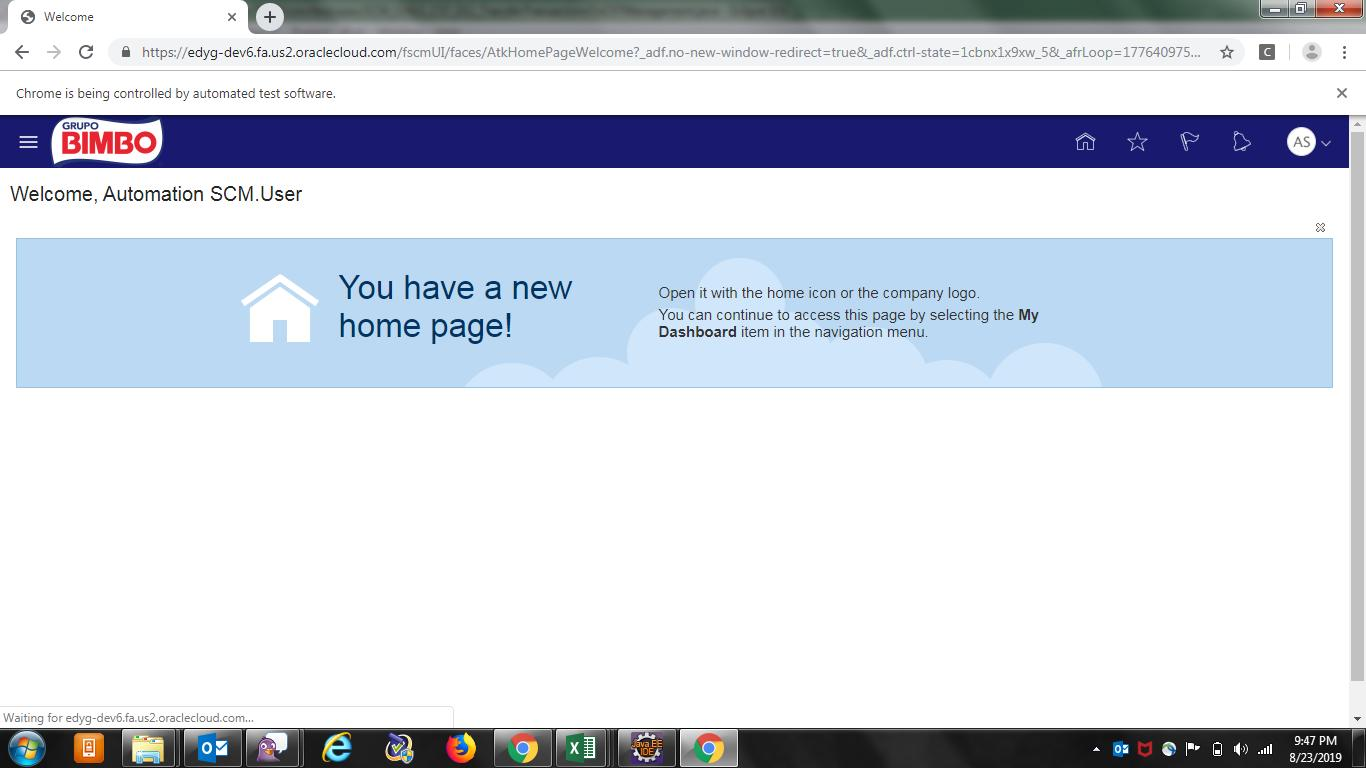 Welcome
https://edyg-dev6.fa.us2.oraclecloud.com/fscmUI/faces/AtkHomePageWelcome?_adf.no-new-window-redirect=true&_adf.ctrl-state=1cbnx1x9xw_5&_afrLoop=177640975...
C
Chrome is being controlled by automated test software.
GRUPO
BIMBO
AS
Welcome, Automation SCM.User
You have a new
home page!
Open it with the home icon or the company logo.
You can continue to access this page by selecting the My
Dashboard item in the navigation menu.
Waiting for edyg-dev6.fa.us2.oraclecloud.com...
Java EE
IDE
9:47 PM
8/23/2019